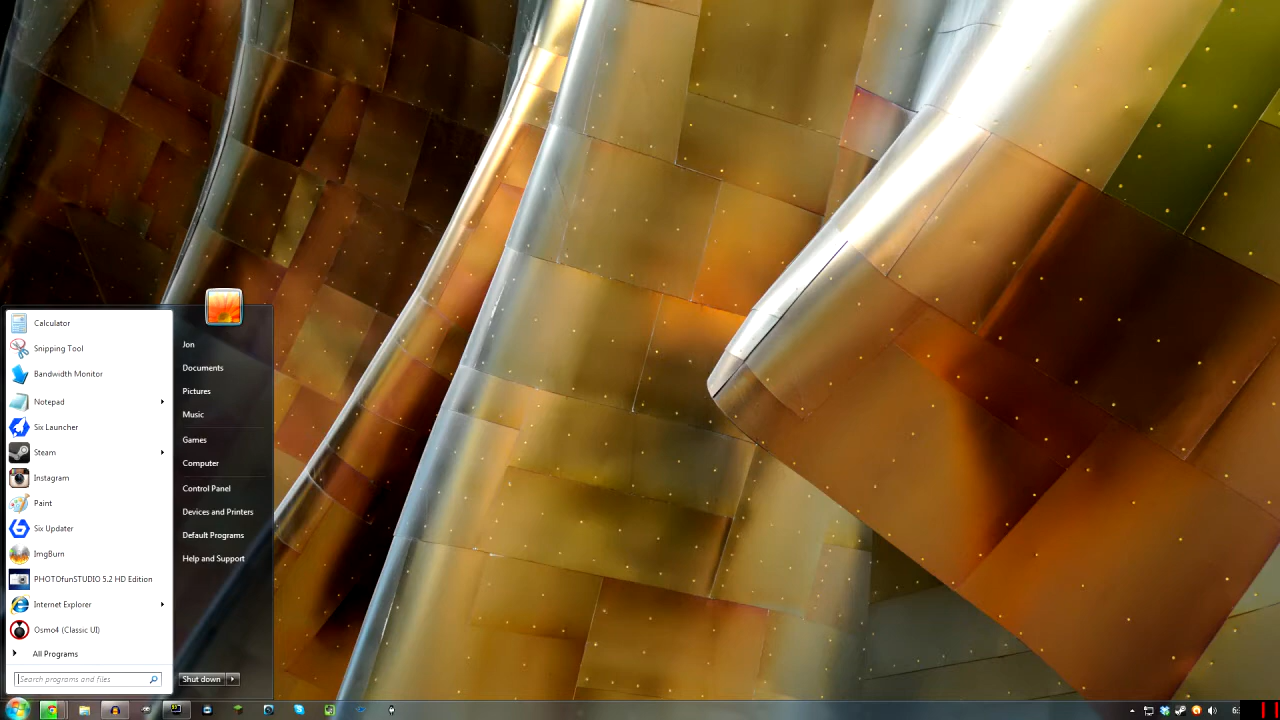 Calculator
Snipping Tool
Bandwidth Monitor
Notepad
Six Launcher
Steam
Instagram
Paint
Six Updater
ImgBurn
PHOTOfunSTUDIO 5.2 HD Edition
Internet Explorer
Osmo4 (Classic UI)
All Programs
Search programs and files
Jon
Documents
Pictures
Music
Games
Computer
Control Panel
Devices and Printers
Default Programs
Help and Support
Shut down